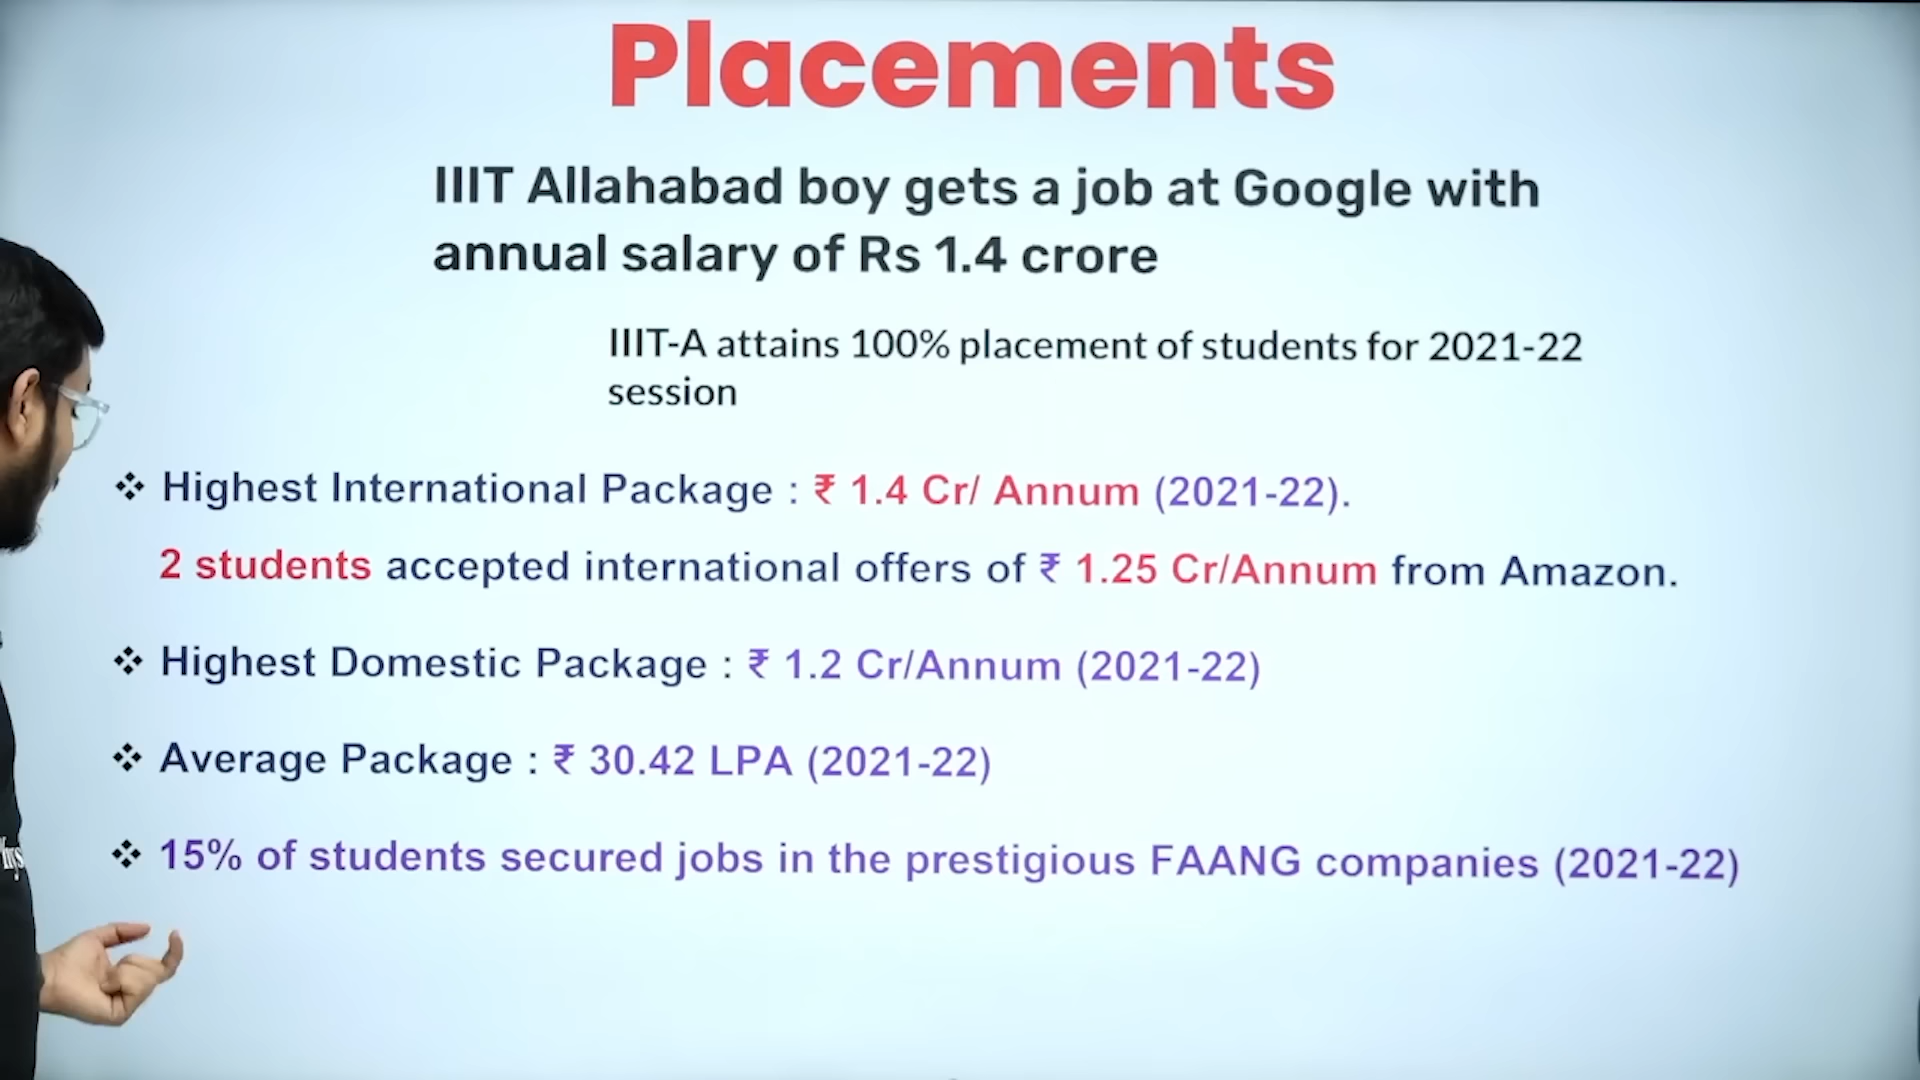 Placements
IIIT Allahabad boy gets a job at Google with
annual salary of Rs 1.4 crore
IIIT-A attains 100% placement of students for 2021-22
session
❖ Highest International Package : ₹ 1.4 Cr/ Annum (2021-22).
2 students accepted international offers of ₹ 1.25 Cr/Annum from Amazon.
❖ Highest Domestic Package : ₹ 1.2 Cr/Annum (2021-22)
❖ Average Package : ₹ 30.42 LPA (2021-22)
❖ 15% of students secured jobs in the prestigious FAANG companies (2021-22)